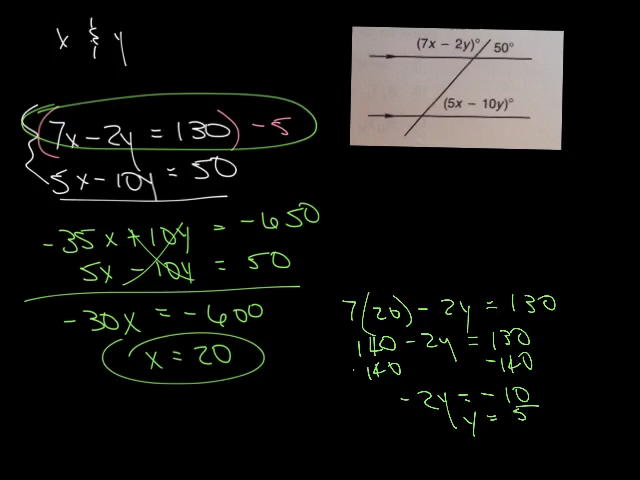 x & y
(7x – 2y)° 50°
(5x – 10y)°
(7x - 2y = 130) -5
5x - 10y = 50
-35x + 10y = -650
5x - 10y = 50
-30x = -600
x = 20
7(20) - 2y = 130
140 - 2y = 130
-140 -140
-2y = -10
y = 5